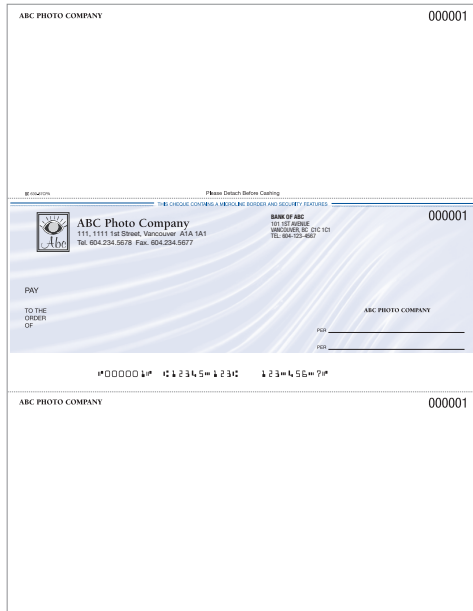 ABC PHOTO COMPANY 000001
Please Detach Before Cashing
THIS CHEQUE CONTAINS A MICROLINE BORDER AND SECURITY FEATURES
Abc
ABC Photo Company
111, 1111 1st Street, Vancouver A1A 1A1
Tel. 604.234.5678 Fax. 604.234.5677
BANK OF ABC
101 1ST AVENUE
VANCOUVER, BC C1C 1C1
TEL: 604-123-4567
000001
PAY
TO THE
ORDER
OF
ABC PHOTO COMPANY
PER
PER
⑈000001⑈ ⑆12345⑉123⑆ 123⑉456⑉7⑈
ABC PHOTO COMPANY 000001